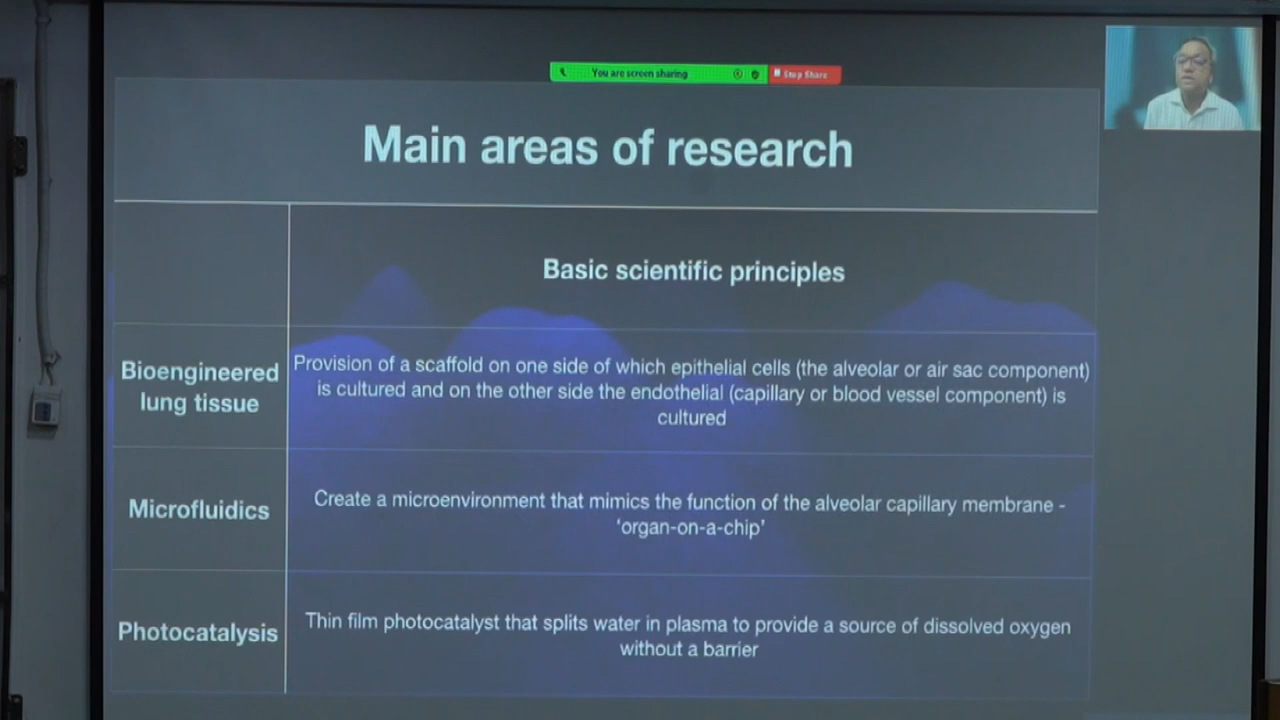 You are screen sharing
Stop Share
Main areas of research
Basic scientific principles
Bioengineered
lung tissue
Provision of a scaffold on one side of which epithelial cells (the alveolar or air sac component)
is cultured and on the other side the endothelial (capillary or blood vessel component) is
cultured
Microfluidics
Create a microenvironment that mimics the function of the alveolar capillary membrane -
'organ-on-a-chip'
Photocatalysis
Thin film photocatalyst that splits water in plasma to provide a source of dissolved oxygen
without a barrier